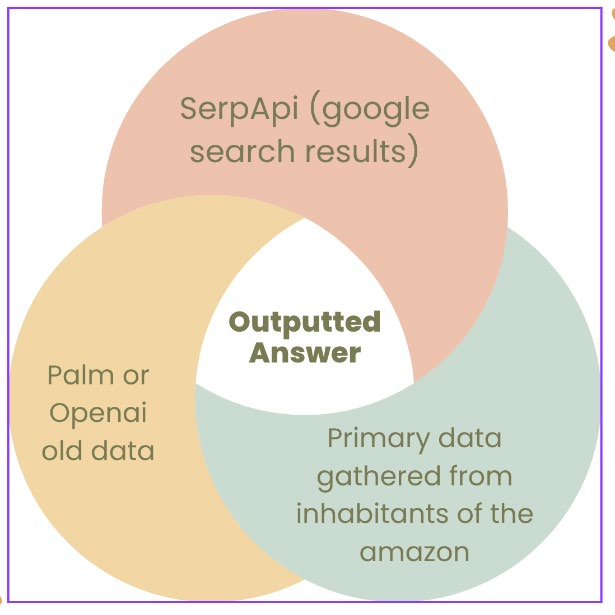 SerpApi (google
search results)
Outputted
Answer
Palm or
Openai
old data
Primary data
gathered from
inhabitants of the
amazon